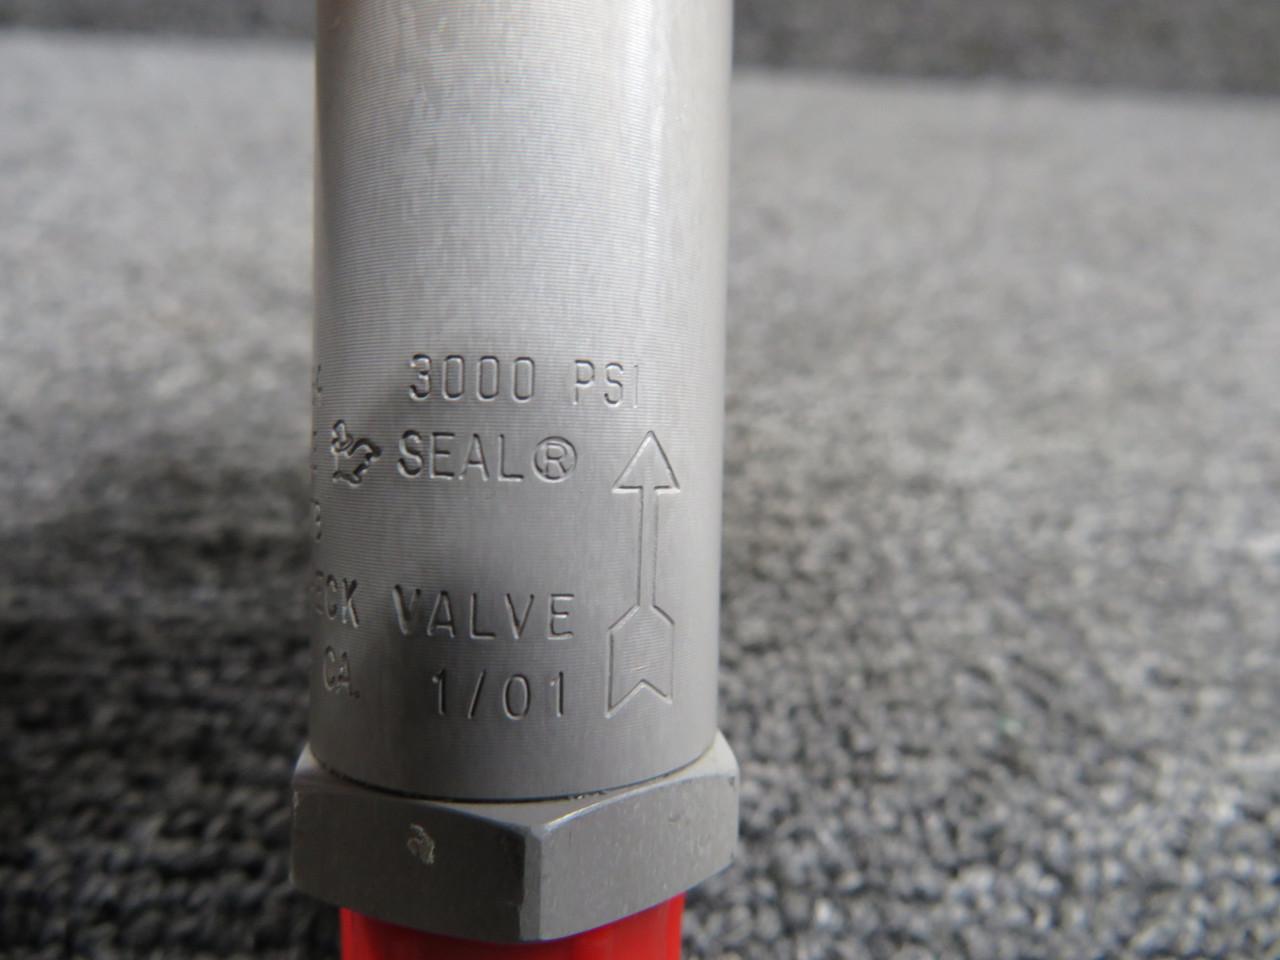 3000 PSI
SEAL®
VALVE
CA. 1/01